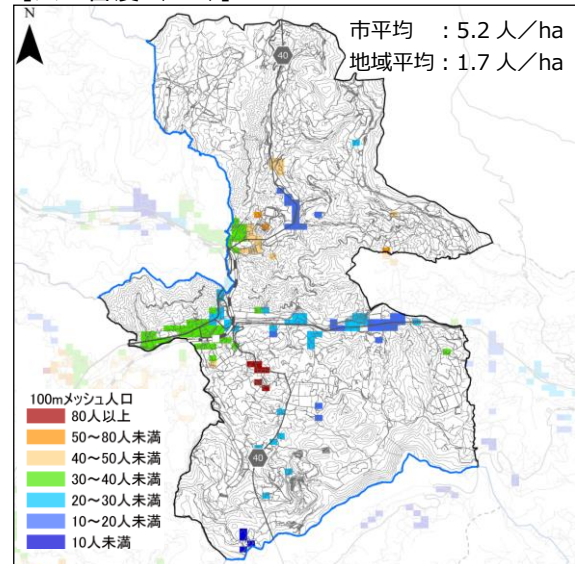 N
市平均　：5.2 人／ha
地域平均：1.7 人／ha
40
40
100mメッシュ人口
80人以上
50～80人未満
40～50人未満
30～40人未満
20～30人未満
10～20人未満
10人未満